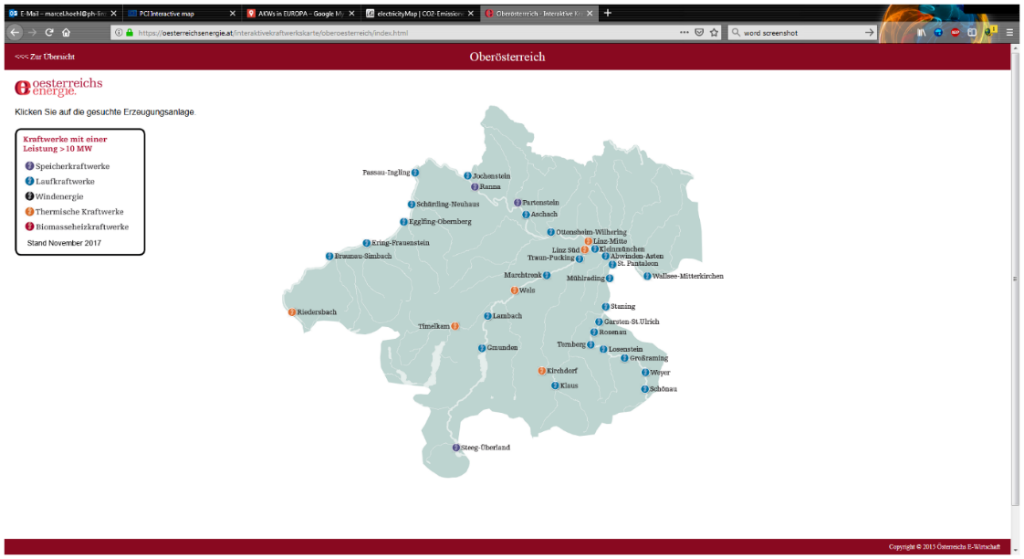 E-Mail - marcel.hoehl@ph-lin
PCI Interactive map
AKWs in EUROPA - Google My
electricityMap | CO2-Emission
Oberösterreich - Interaktive Kr
https://oesterreichsenergie.at/interaktivekraftwerkskarte/oberoesterreich/index.html
word screenshot
<<< Zur Übersicht
Oberösterreich
oesterreichs
energie.
Klicken Sie auf die gesuchte Erzeugungsanlage.
Kraftwerke mit einer
Leistung >10 MW
Speicherkraftwerke
Laufkraftwerke
Windenergie
Thermische Kraftwerke
Biomasseheizkraftwerke
Stand November 2017
Passau-Ingling
Jochenstein
Ranna
Schärding-Neuhaus
Partenstein
Aschach
Egglfing-Obernberg
Ottensheim-Wilhering
Ering-Frauenstein
Linz-Mitte
Linz Süd
Kleinmünchen
Braunau-Simbach
Traun-Pucking
Abwinden-Asten
St. Pantaleon
Marchtrenk
Mühlrading
Wallsee-Mitterkirchen
Wels
Staning
Riedersbach
Lambach
Garsten-St.Ulrich
Timelkam
Rosenau
Ternberg
Gmunden
Losenstein
Großraming
Kirchdorf
Weyer
Klaus
Schönau
Steeg-Überland
Copyright © 2015 Österreichs E-Wirtschaft